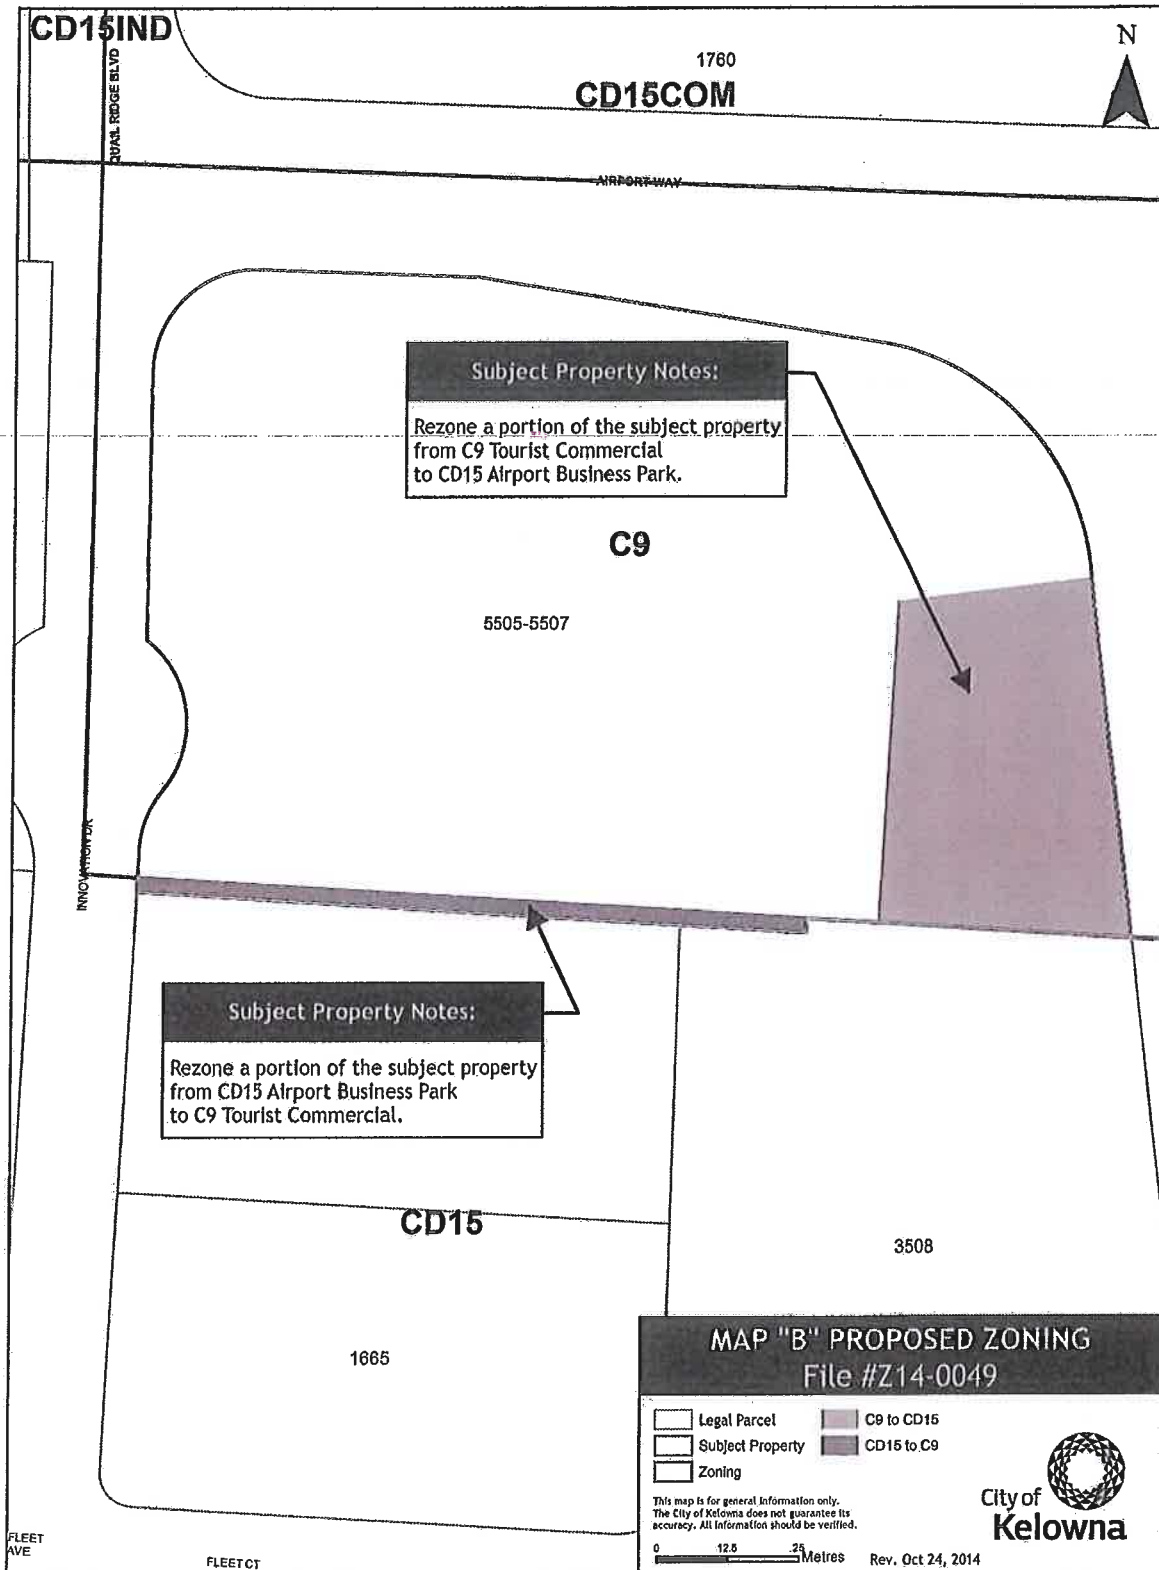 CD15IND
QUAIL RIDGE BLVD
1760
CD15COM
N
AIRPORT WAY
Subject Property Notes:
Rezone a portion of the subject property
from C9 Tourist Commercial
to CD15 Airport Business Park.
C9
5505-5507
INNOVATION DR
Subject Property Notes:
Rezone a portion of the subject property
from CD15 Airport Business Park
to C9 Tourist Commercial.
CD15
3508
1665
MAP "B" PROPOSED ZONING
File #Z14-0049
Legal Parcel
C9 to CD15
Subject Property
CD15 to C9
Zoning
This map is for general information only.
The City of Kelowna does not guarantee its
accuracy. All information should be verified.
0 12.5 25 Metres
Rev. Oct 24, 2014
City of
Kelowna
FLEET
AVE
FLEET CT